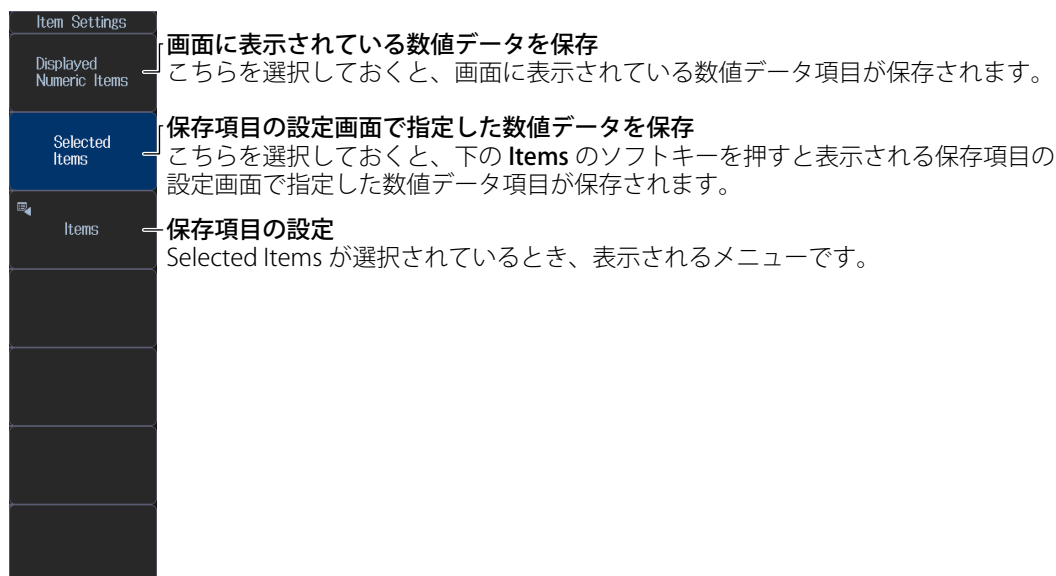 Item Settings
画面に表示されている数値データを保存
Displayed
Numeric Items
こちらを選択しておくと、画面に表示されている数値データ項目が保存されます。
保存項目の設定画面で指定した数値データを保存
Selected
Items
こちらを選択しておくと、下の Items のソフトキーを押すと表示される保存項目の
設定画面で指定した数値データ項目が保存されます。
Items
保存項目の設定
Selected Items が選択されているとき、表示されるメニューです。